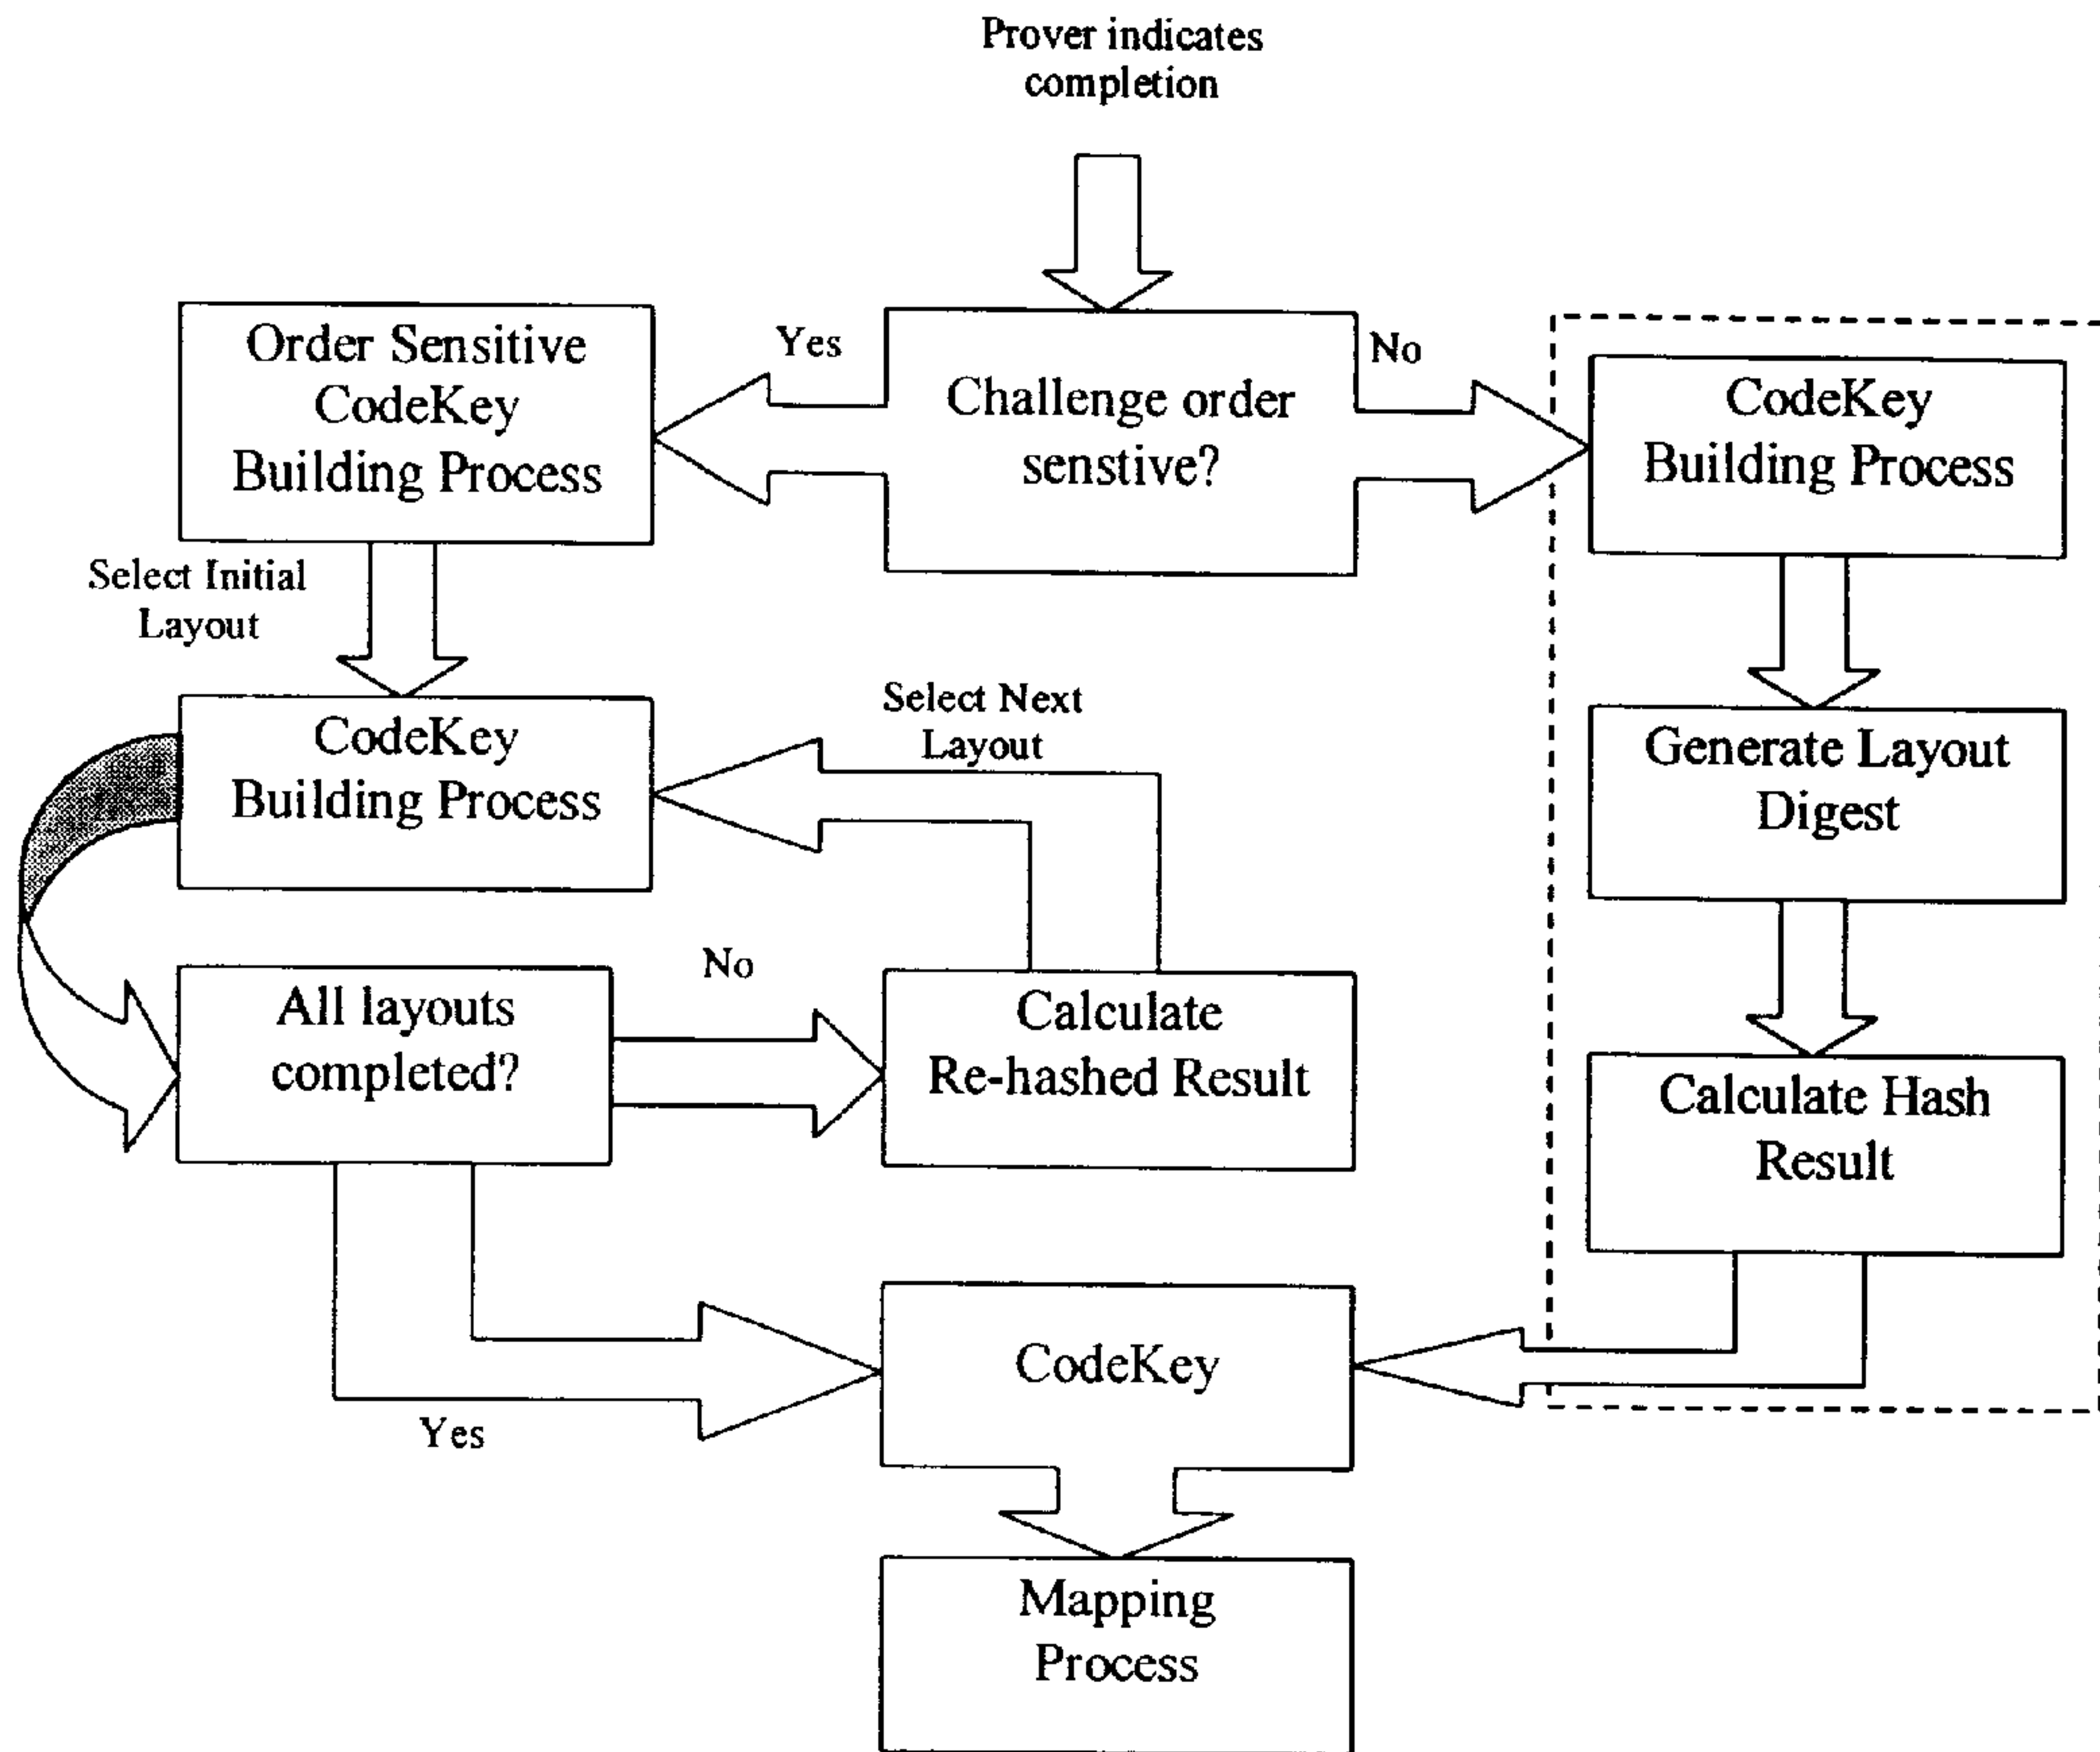 Prover indicates
completion
Order Sensitive
CodeKey
Building Process
Yes
Challenge order
senstive?
No
CodeKey
Building Process
Select Initial
Layout
CodeKey
Building Process
Select Next
Layout
Generate Layout
Digest
All layouts
completed?
No
Calculate
Re-hashed Result
Calculate Hash
Result
Yes
CodeKey
Mapping
Process